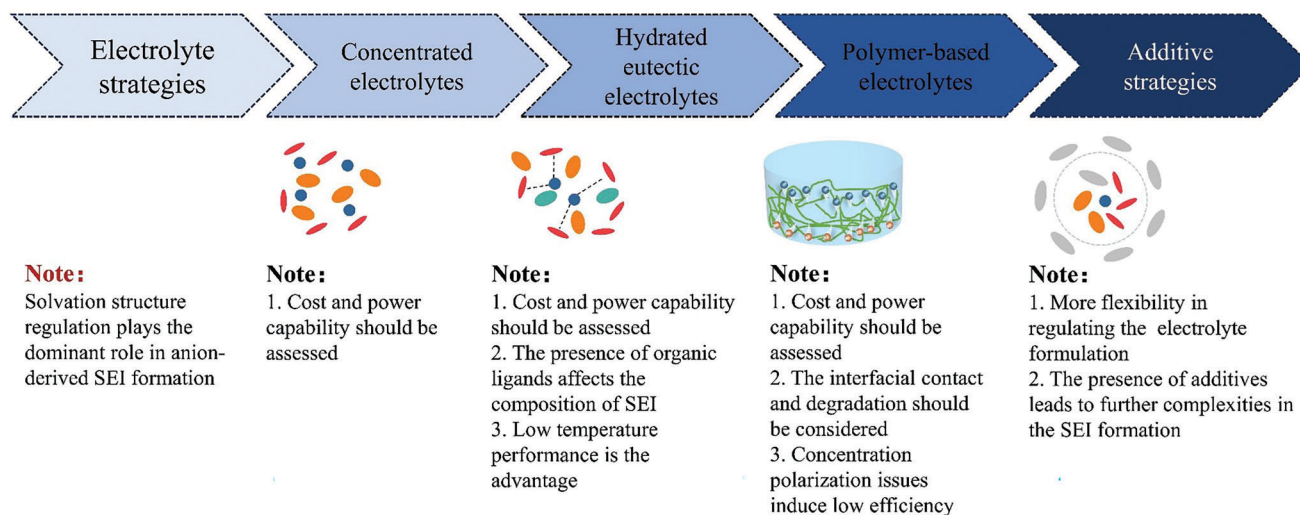 Electrolyte
strategies
Concentrated
electrolytes
Hydrated
eutectic
electrolytes
Polymer-based
electrolytes
Additive
strategies
Note:
Solvation structure
regulation plays the
dominant role in anion-
derived SEI formation
Note:
1. Cost and power
capability should be
assessed
Note:
1. Cost and power capability
should be assessed
2. The presence of organic
ligands affects the
composition of SEI
3. Low temperature
performance is the
advantage
Note:
1. Cost and power
capability should be
assessed
2. The interfacial contact
and degradation should
be considered
3. Concentration
polarization issues
induce low efficiency
Note:
1. More flexibility in
regulating the electrolyte
formulation
2. The presence of additives
leads to further complexities in
the SEI formation